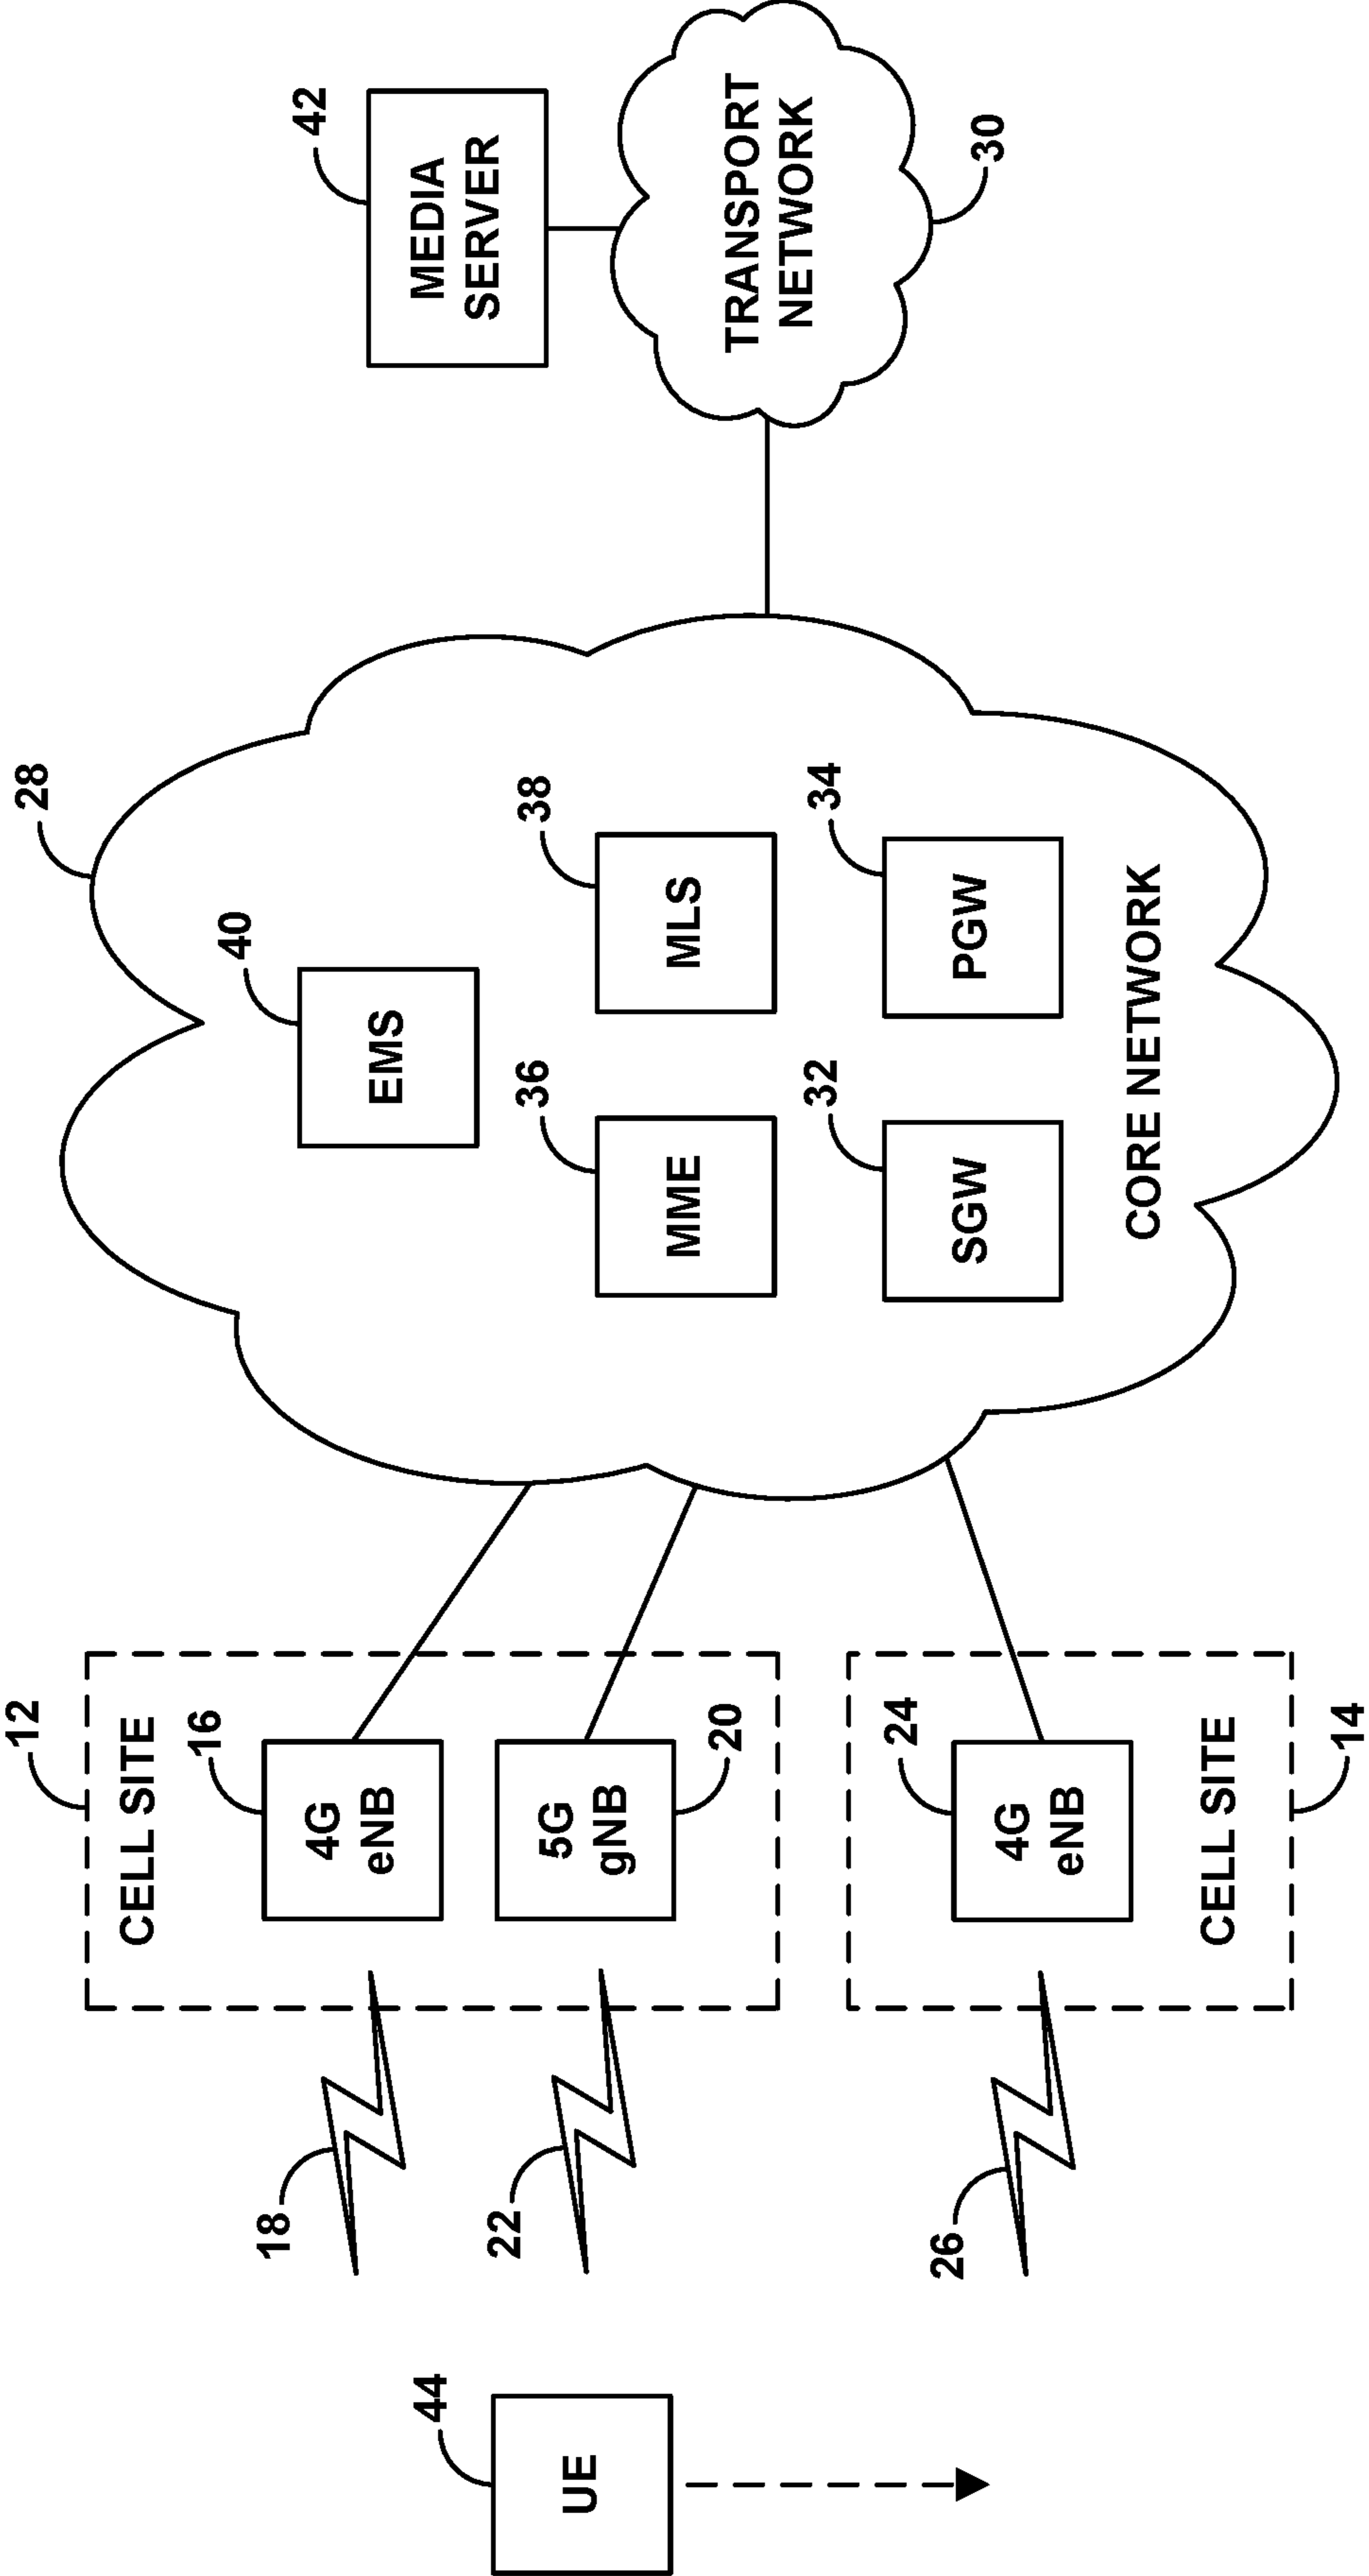 44
UE
12
CELL SITE
16
4G
eNB
18
5G
gNB
20
22
24
4G
eNB
26
CELL SITE
14
28
40
EMS
36
MME
38
MLS
32
SGW
34
PGW
CORE NETWORK
42
MEDIA
SERVER
TRANSPORT
NETWORK
30